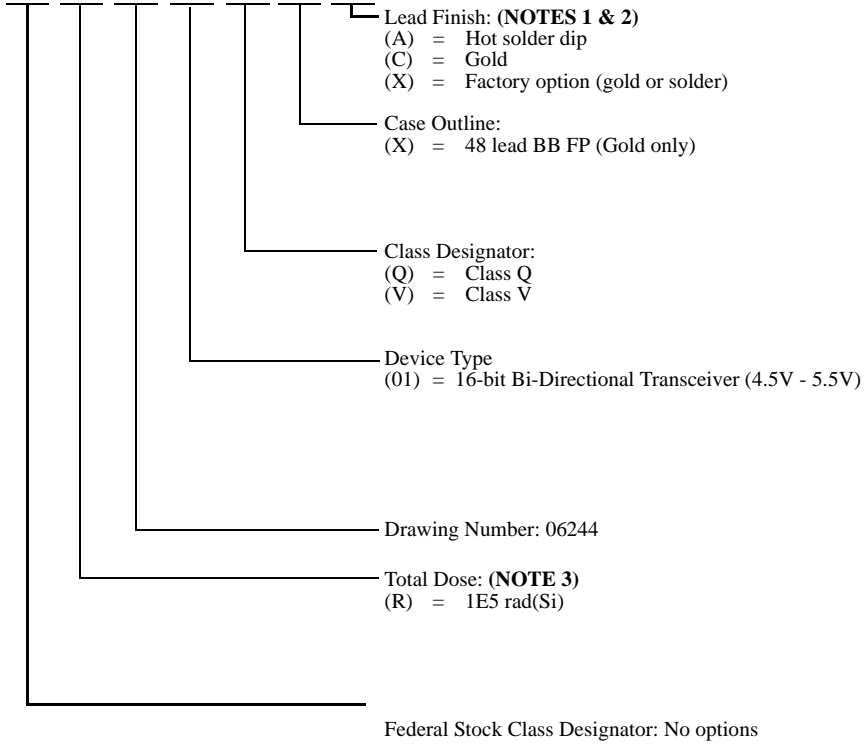 Lead Finish: (NOTES 1 & 2)
(A) = Hot solder dip
(C) = Gold
(X) = Factory option (gold or solder)
Case Outline:
(X) = 48 lead BB FP (Gold only)
Class Designator:
(Q) = Class Q
(V) = Class V
Device Type
(01) = 16-bit Bi-Directional Transceiver (4.5V - 5.5V)
Drawing Number: 06244
Total Dose: (NOTE 3)
(R) = 1E5 rad(Si)
Federal Stock Class Designator: No options